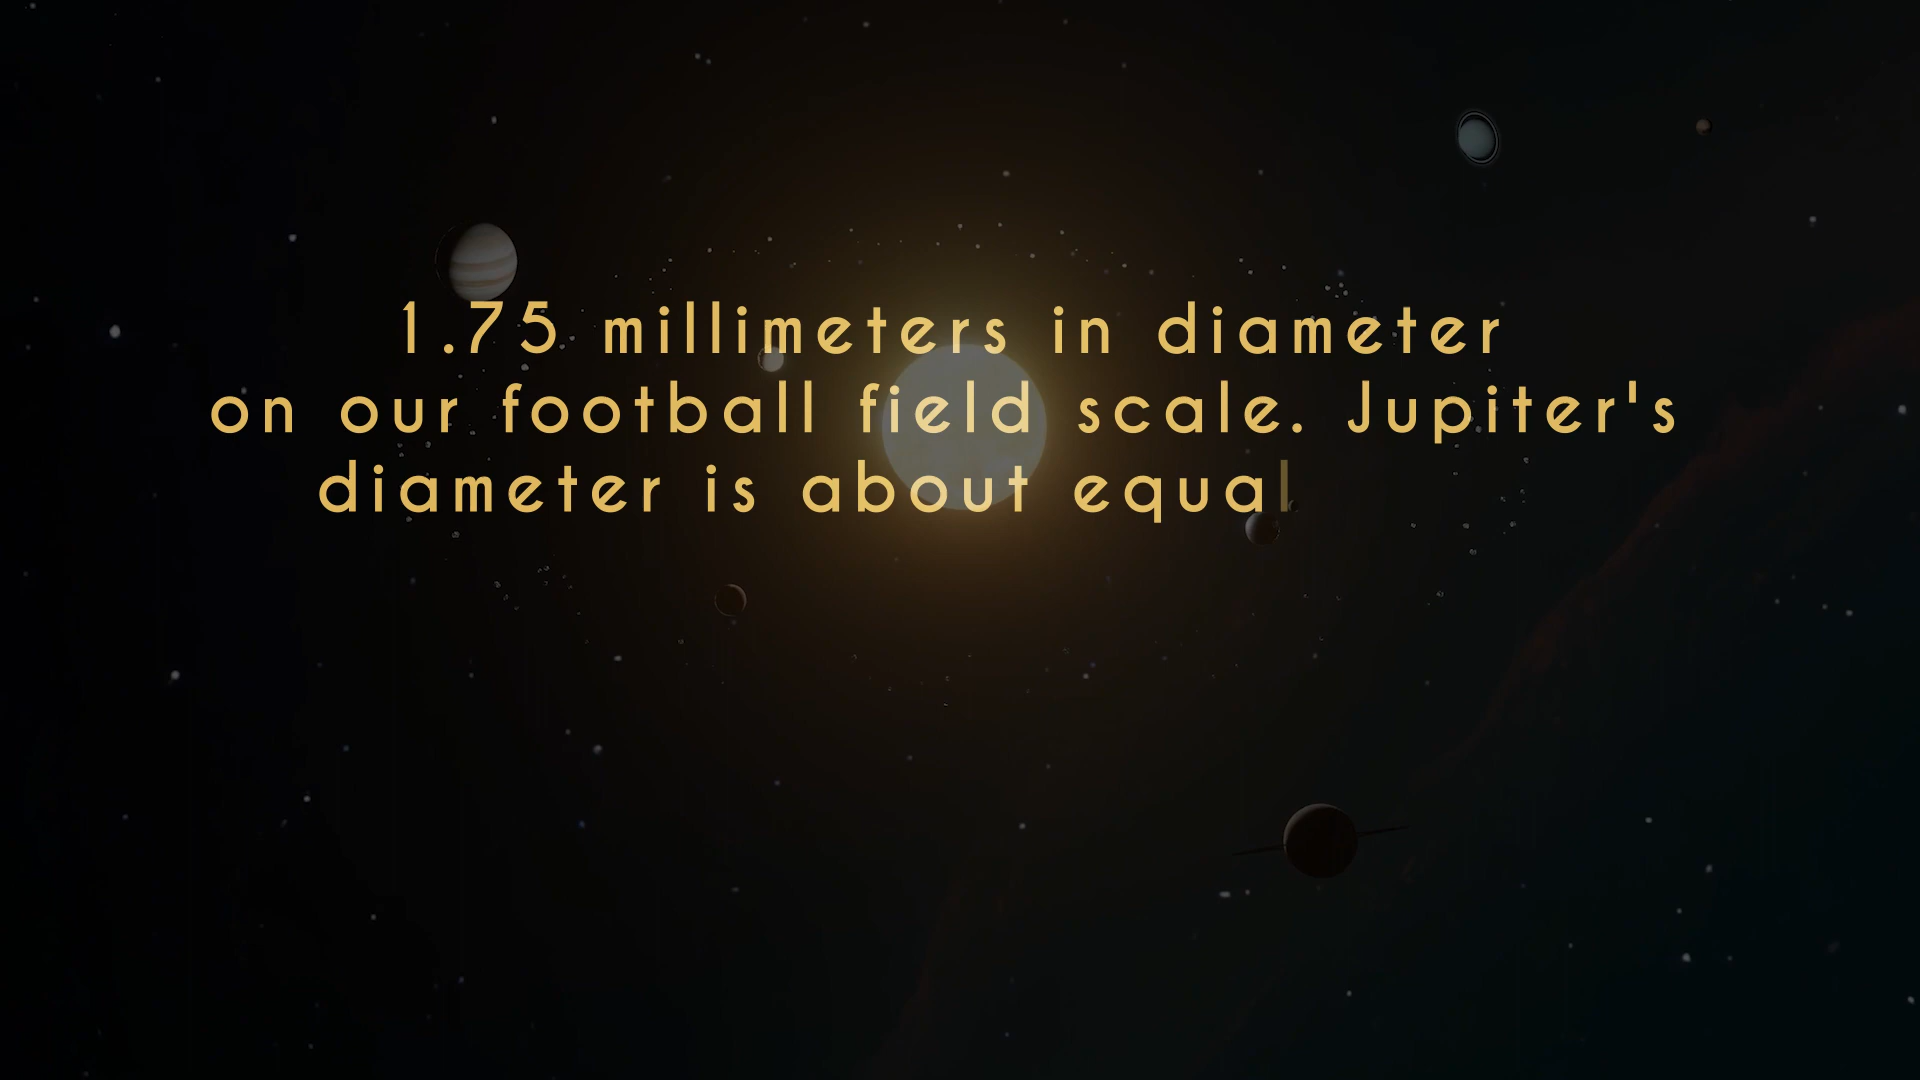 1.75 millimeters in diameter
on our football field scale. Jupiter's
diameter is about equal